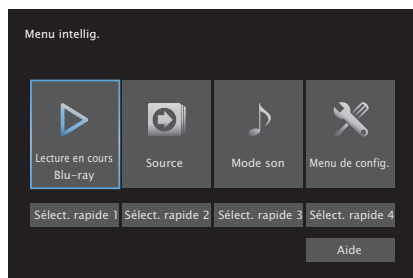 Menu intellig.
Lecture en cours
Blu-ray
Source
Mode son
Menu de config.
Sélect. rapide 1
Sélect. rapide 2
Sélect. rapide 3
Sélect. rapide 4
Aide